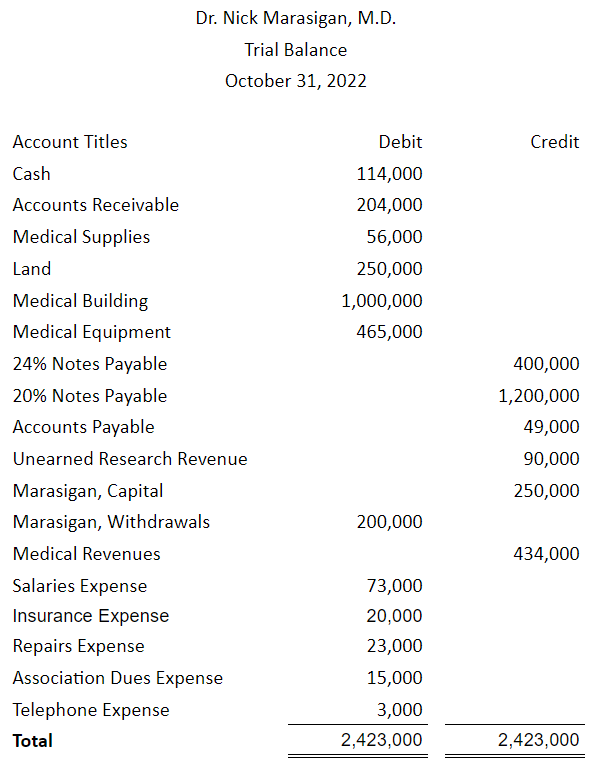 Dr. Nick Marasigan, M.D.
Trial Balance
October 31, 2022
Account Titles Debit Credit
Cash 114,000
Accounts Receivable 204,000
Medical Supplies 56,000
Land 250,000
Medical Building 1,000,000
Medical Equipment 465,000
24% Notes Payable 400,000
20% Notes Payable 1,200,000
Accounts Payable 49,000
Unearned Research Revenue 90,000
Marasigan, Capital 250,000
Marasigan, Withdrawals 200,000
Medical Revenues 434,000
Salaries Expense 73,000
Insurance Expense 20,000
Repairs Expense 23,000
Association Dues Expense 15,000
Telephone Expense 3,000
Total 2,423,000 2,423,000